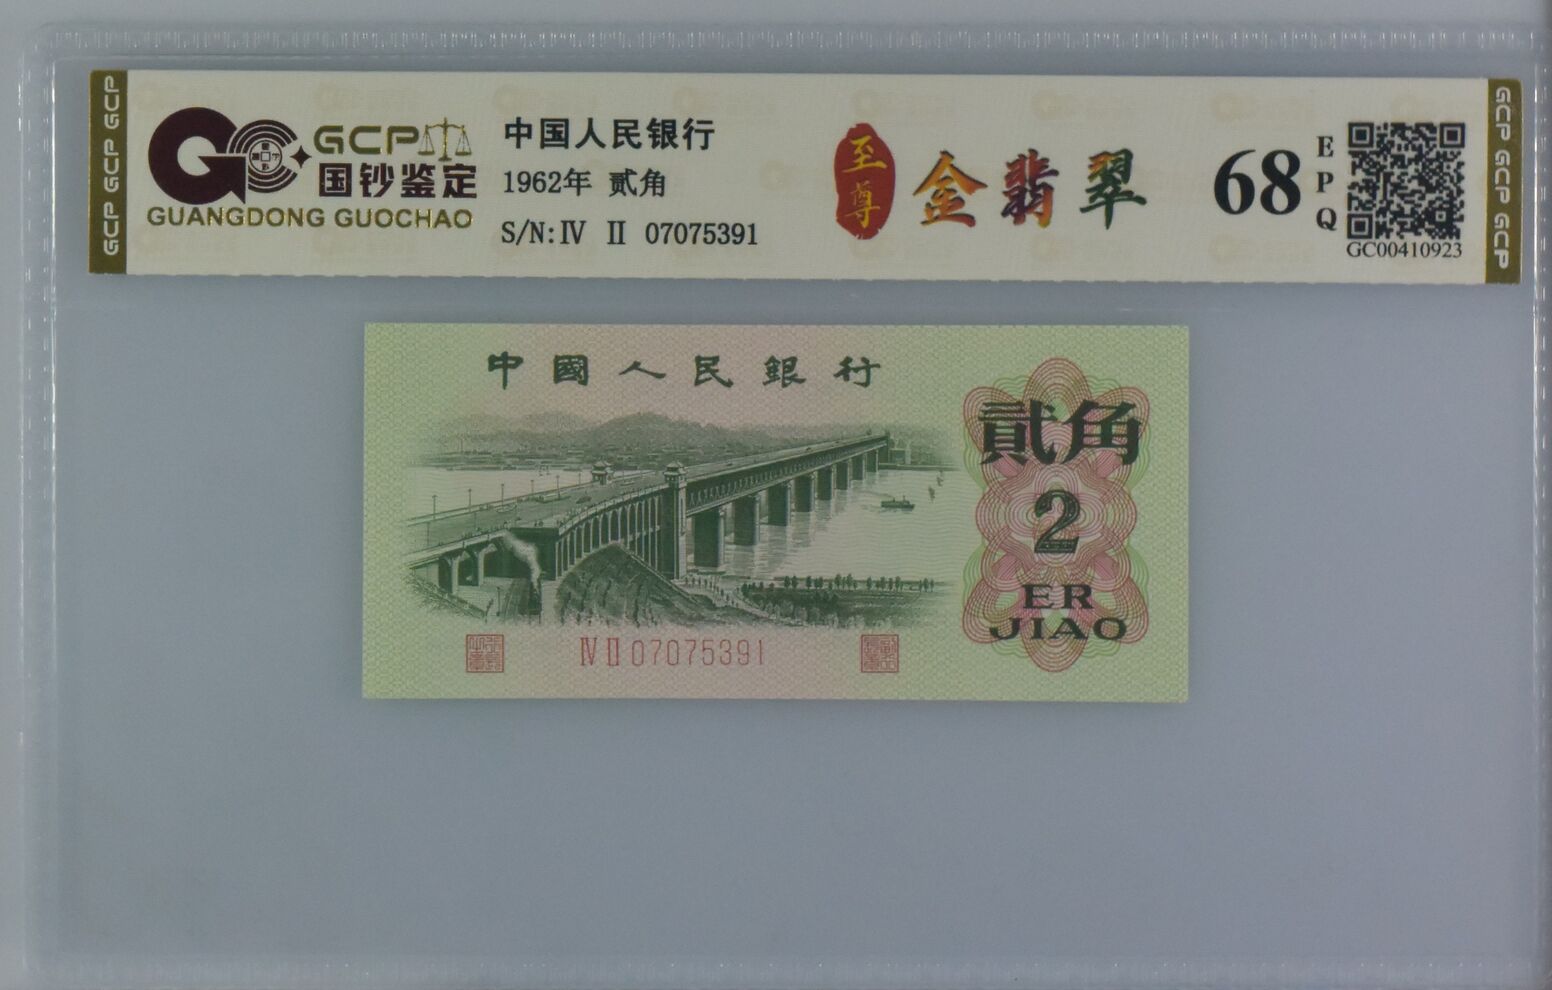 GCP GCP GCP
GCP
国钞鉴定
GUANGDONG GUOCHAO
中国人民银行
1962年 贰角
S/N: IV II 07075391
至尊
金翡翠
68
EPQ
GC00410923
GCP GCP GCP
中國人民銀行
貳角
2
ER
JIAO
IV II 07075391